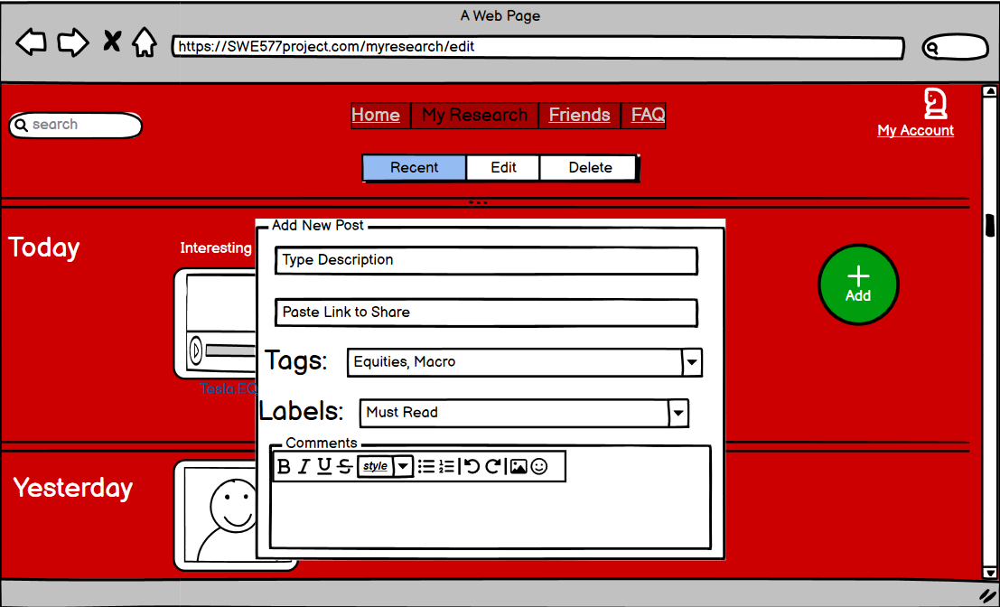 A Web Page
https://SWE577project.com/myresearch/edit
search
Home My Research Friends FAQ
My Account
Recent Edit Delete
Add New Post
Today
Interesting
Type Description
Add
Paste Link to Share
Tags: Equities, Macro
Tesla EQ
Labels: Must Read
Comments
B I U S style
Yesterday